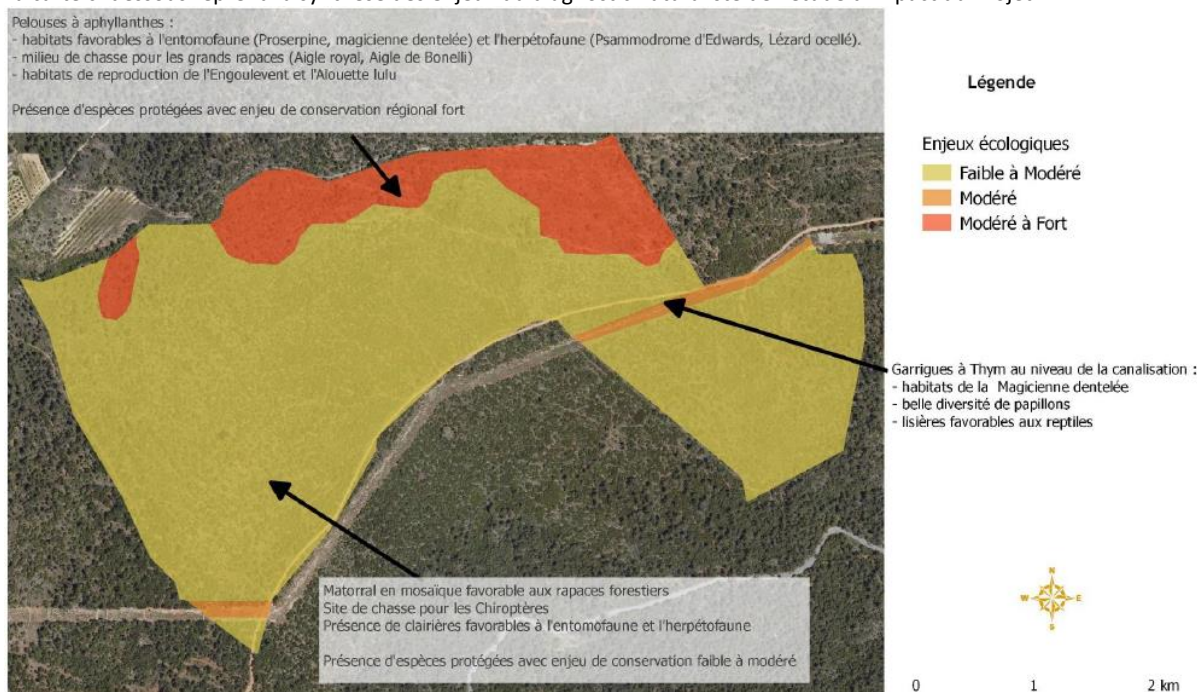 Pelouses à aphyllanthes :
- habitats favorables à l'entomofaune (Proserpine, magicienne dentelée) et l'herpétofaune (Psammodrome d'Edwards, Lézard ocellé).
- milieu de chasse pour les grands rapaces (Aigle royal, Aigle de Bonelli)
- habitats de reproduction de l'Engoulevent et l'Alouette lulu
Présence d'espèces protégées avec enjeu de conservation régional fort
Légende
Enjeux écologiques
Faible à Modéré
Modéré
Modéré à Fort
Garrigues à Thym au niveau de la canalisation :
- habitats de la Magicienne dentelée
- belle diversité de papillons
- lisières favorables aux reptiles
Matorral en mosaïque favorable aux rapaces forestiers
Site de chasse pour les Chiroptères
Présence de clairières favorables à l'entomofaune et l'herpétofaune
Présence d'espèces protégées avec enjeu de conservation faible à modéré
N
W E
S
0 1 2 km